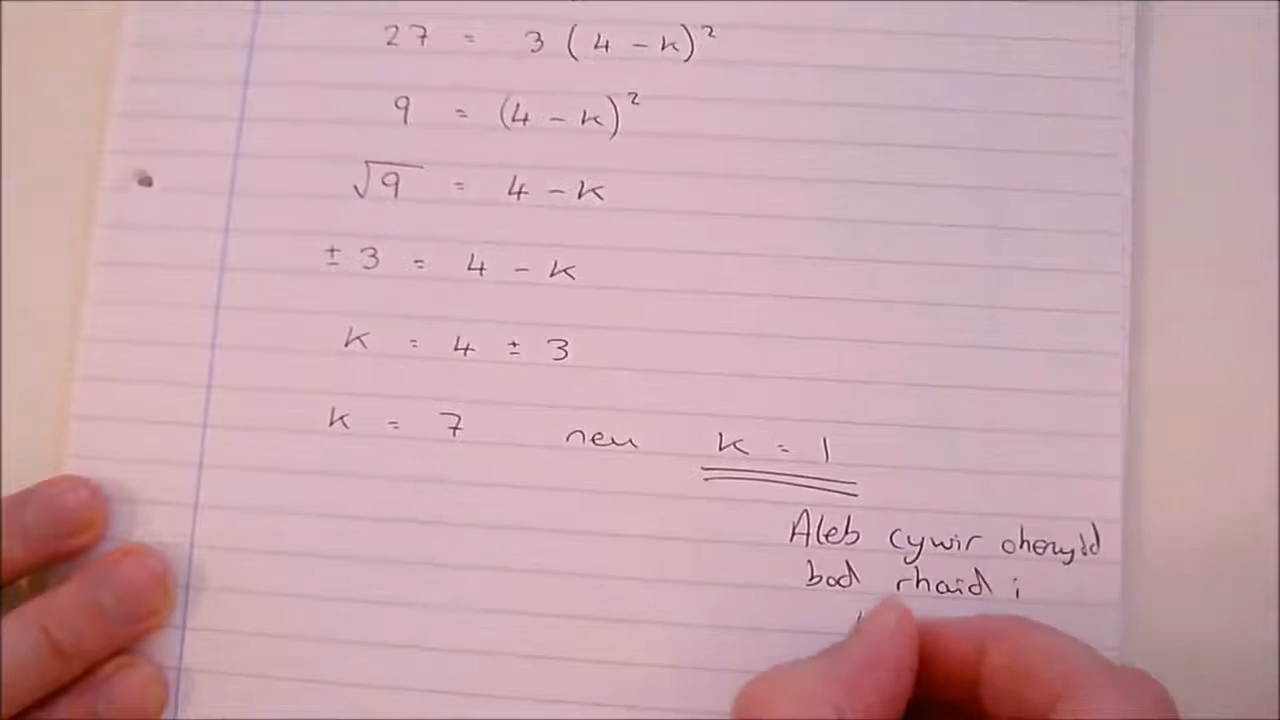 27 = 3 (4 - k)²
9 = (4 - k)²
√9 = 4 - k
± 3 = 4 - k
k = 4 ± 3
k = 7 neu k = 1
Ateb cywir oherwydd
bod rhaid i